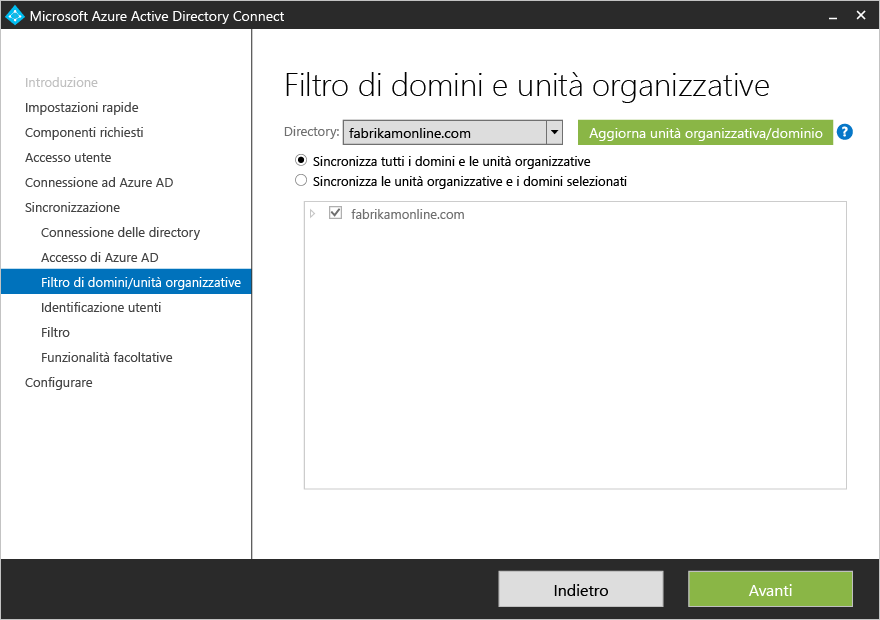 Microsoft Azure Active Directory Connect
Introduzione
Impostazioni rapide
Componenti richiesti
Accesso utente
Connessione ad Azure AD
Sincronizzazione
Connessione delle directory
Accesso di Azure AD
Filtro di domini/unità organizzative
Identificazione utenti
Filtro
Funzionalità facoltative
Configurare
Filtro di domini e unità organizzative
Directory: fabrikamonline.com Aggiorna unità organizzativa/dominio ?
Sincronizza tutti i domini e le unità organizzative
Sincronizza le unità organizzative e i domini selezionati
fabrikamonline.com
Indietro Avanti